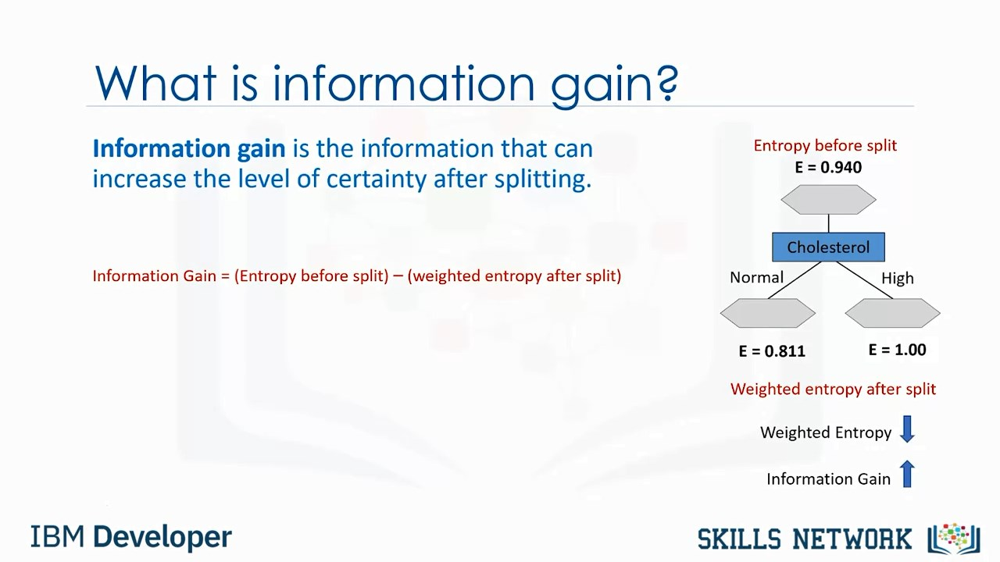 What is information gain?
Information gain is the information that can
increase the level of certainty after splitting.
Information Gain = (Entropy before split) – (weighted entropy after split)
Entropy before split
E = 0.940
Cholesterol
Normal
High
E = 0.811
E = 1.00
Weighted entropy after split
Weighted Entropy
Information Gain
IBM Developer
SKILLS NETWORK